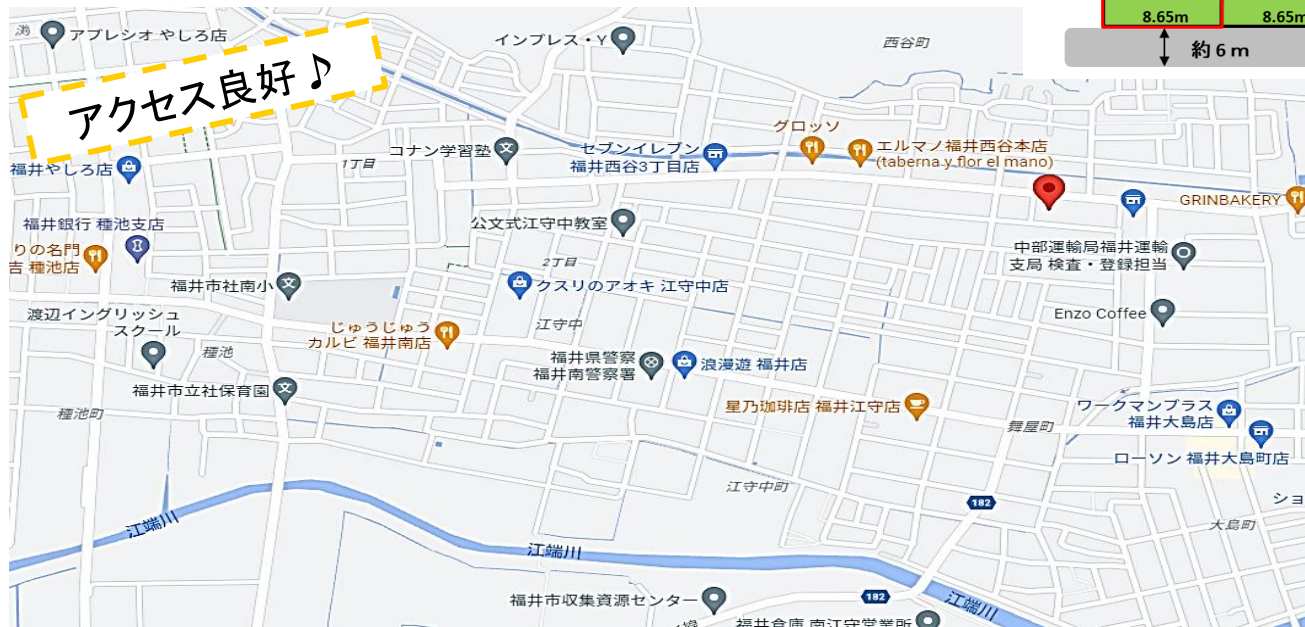 8.65m
8.65m
約6m
アクセス良好♪
アプレシオ やしろ店
インプレス・Y
西谷町
グロッソ
エルマノ福井西谷本店
(taberna y flor el mano)
コナン学習塾
セブンイレブン
福井西谷3丁目店
1丁目
福井やしろ店
GRINBAKERY
福井銀行 種池支店
公文式江守中教室
りの名門
吉 種池店
中部運輸局福井運輸
支局 検査・登録担当
2丁目
福井市社南小
クスリのアオキ 江守中店
渡辺イングリッシュ
スクール
江守中
Enzo Coffee
じゅうじゅう
カルビ 福井南店
種池
福井県警察
福井南警察署
浪漫遊 福井店
福井市立社保育園
星乃珈琲店 福井江守店
ワークマンプラス
福井大島店
種池町
舞屋町
ローソン 福井大島町店
江守中町
182
ショ
大島町
江端川
江端川
福井市収集資源センター
182
江端川
福井倉庫 南江守営業所